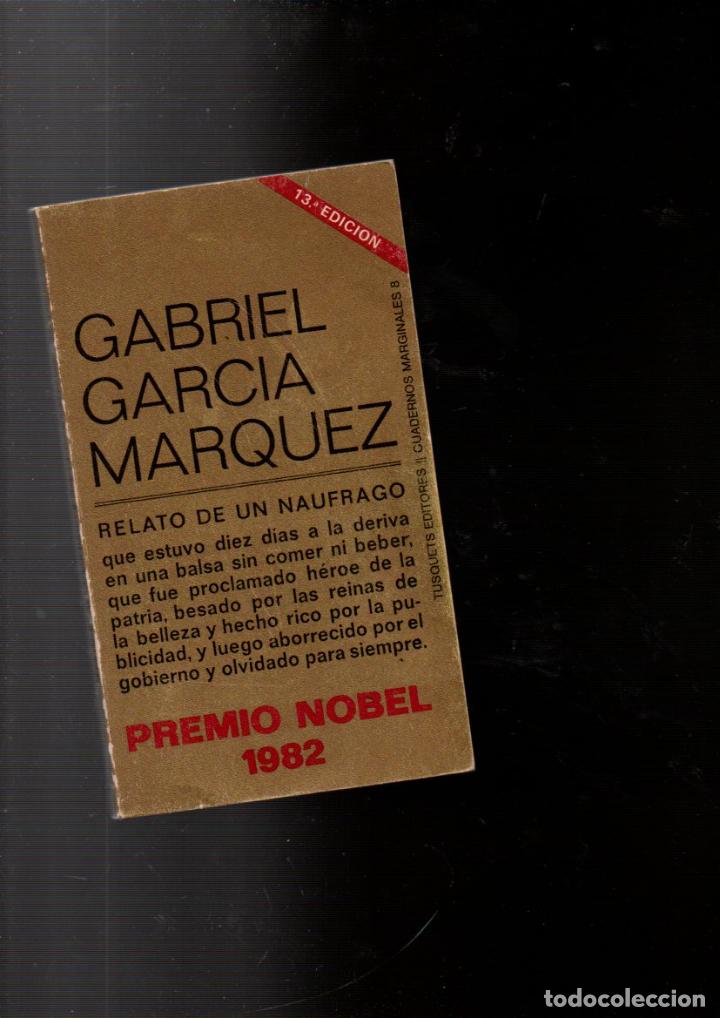 13.ª EDICION
GABRIEL
GARCIA
MARQUEZ
RELATO DE UN NAUFRAGO
que estuvo diez días a la deriva
en una balsa sin comer ni beber,
que fue proclamado héroe de la
patria, besado por las reinas de
la belleza y hecho rico por la pu-
blicidad, y luego aborrecido por el
gobierno y olvidado para siempre.
PREMIO NOBEL
1982
TUSQUETS EDITORES || CUADERNOS MARGINALES 8
todocoleccion